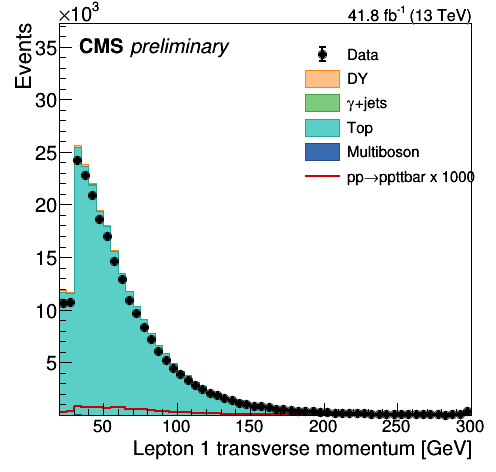 ×10³
41.8 fb⁻¹ (13 TeV)
CMS preliminary
Events
Data
DY
γ+jets
Top
Multiboson
pp→ppttbar x 1000
35
30
25
20
15
10
5
50 100 150 200 250 300
Lepton 1 transverse momentum [GeV]